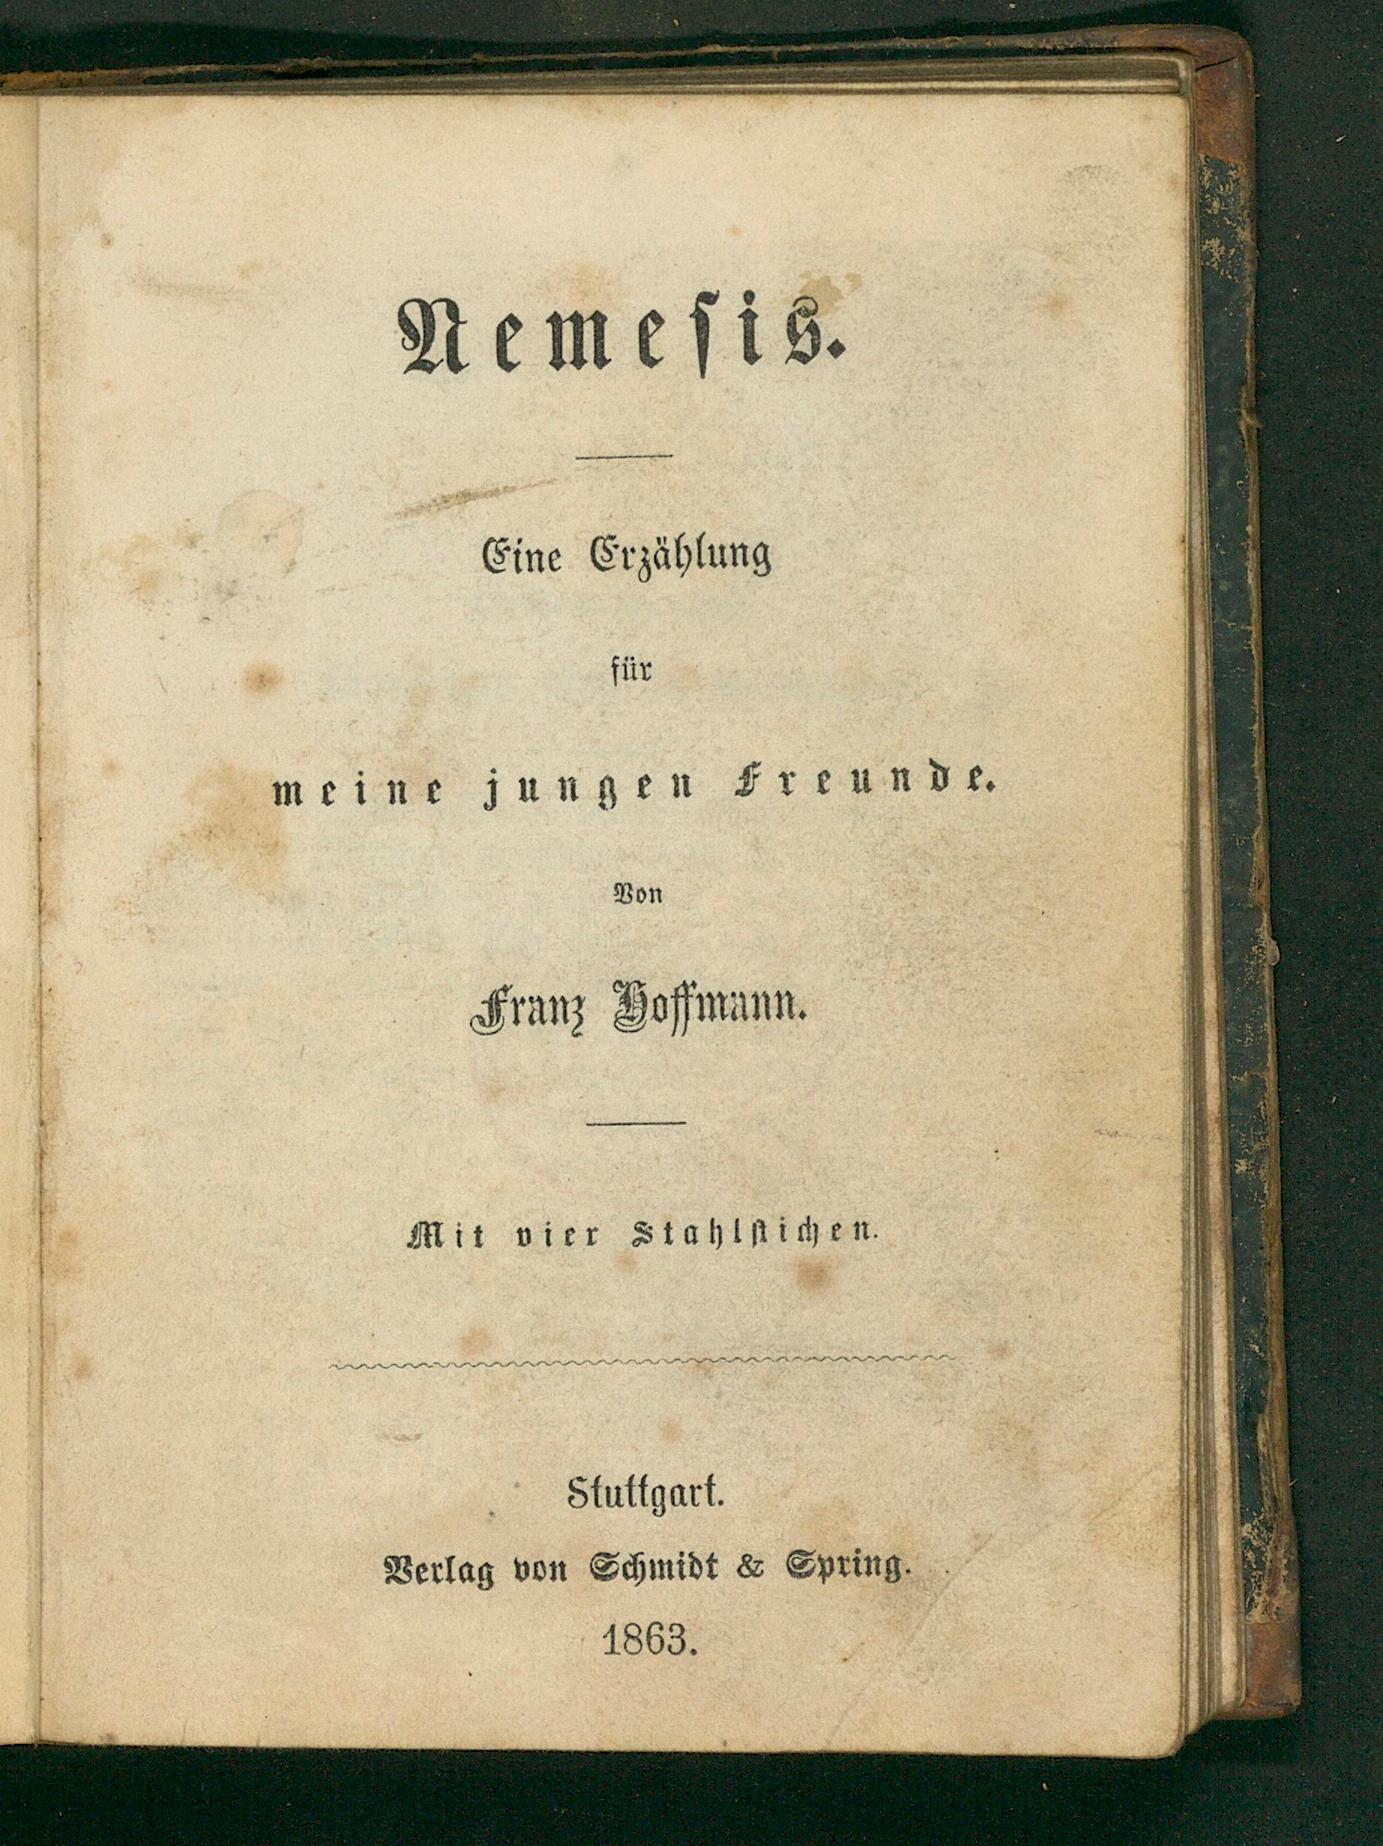 Nemeſis.
Eine Erzählung
für
meine jungen Freunde.
Von
Franz Hoffmann.
Mit vier Stahlſtichen.
Stuttgart.
Verlag von Schmidt & Spring.
1863.